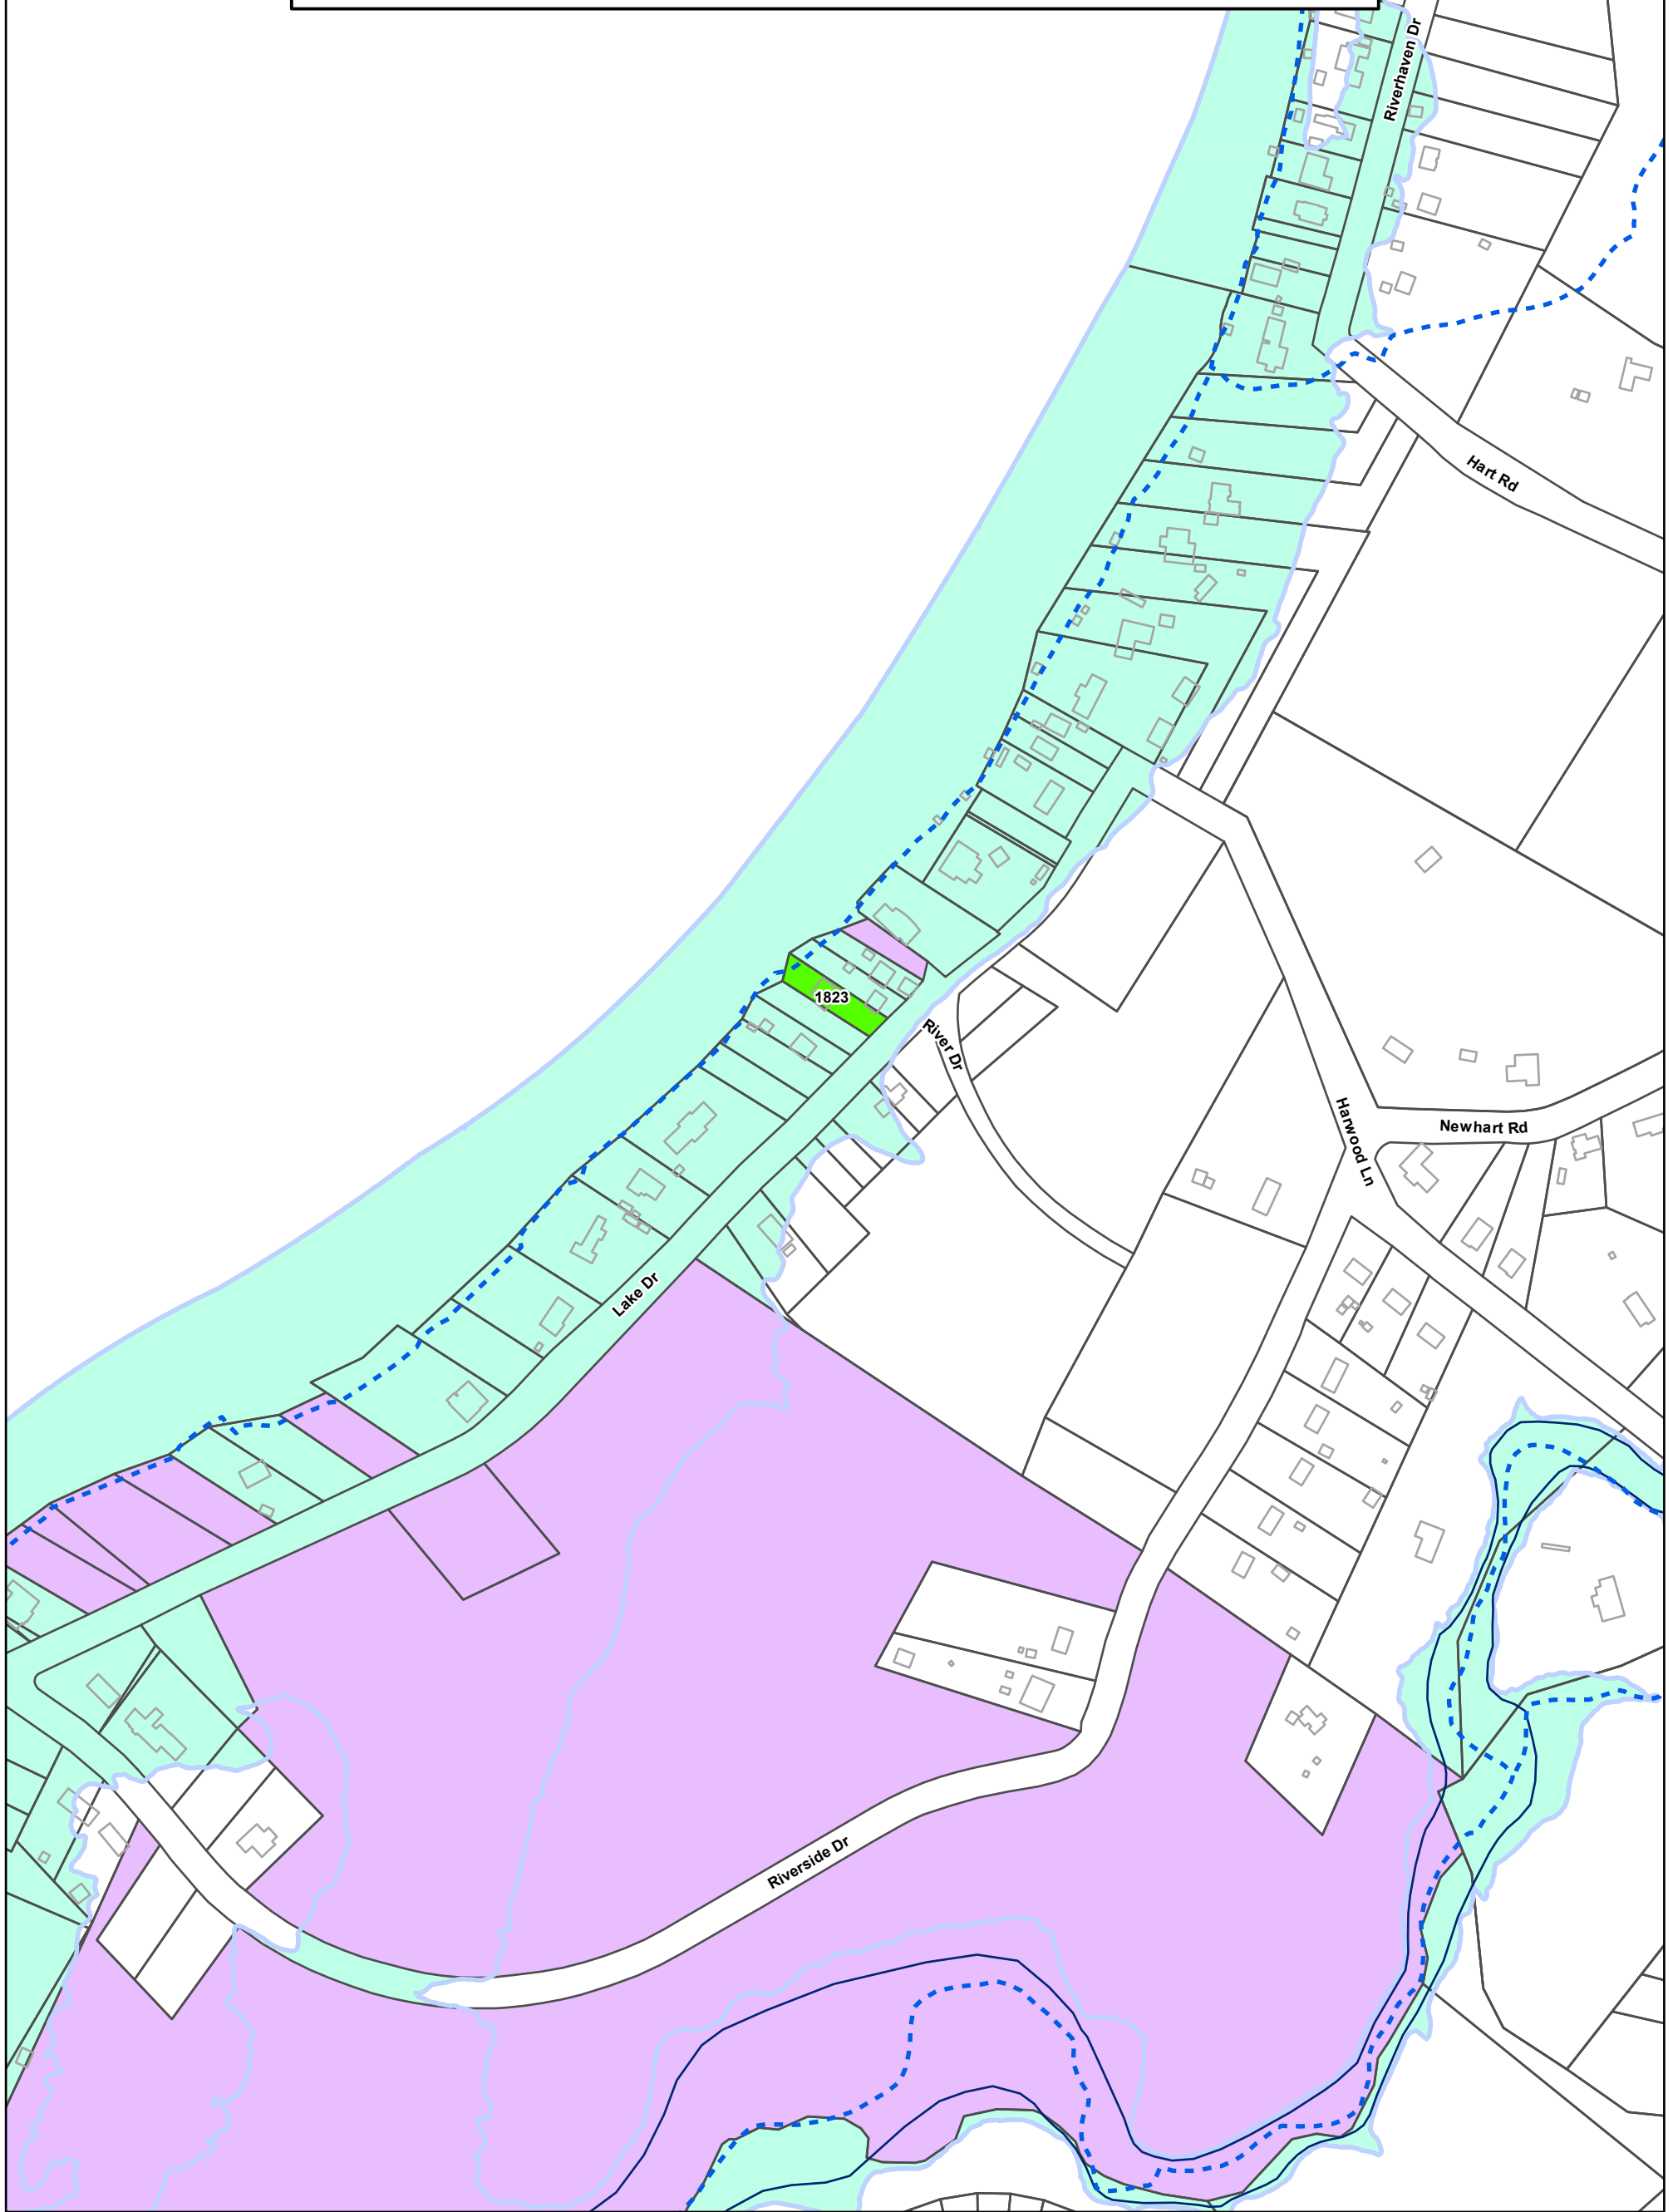 Riverhaven Dr
Hart Rd
1823
River Dr
Harwood Ln
Newhart Rd
Lake Dr
Riverside Dr